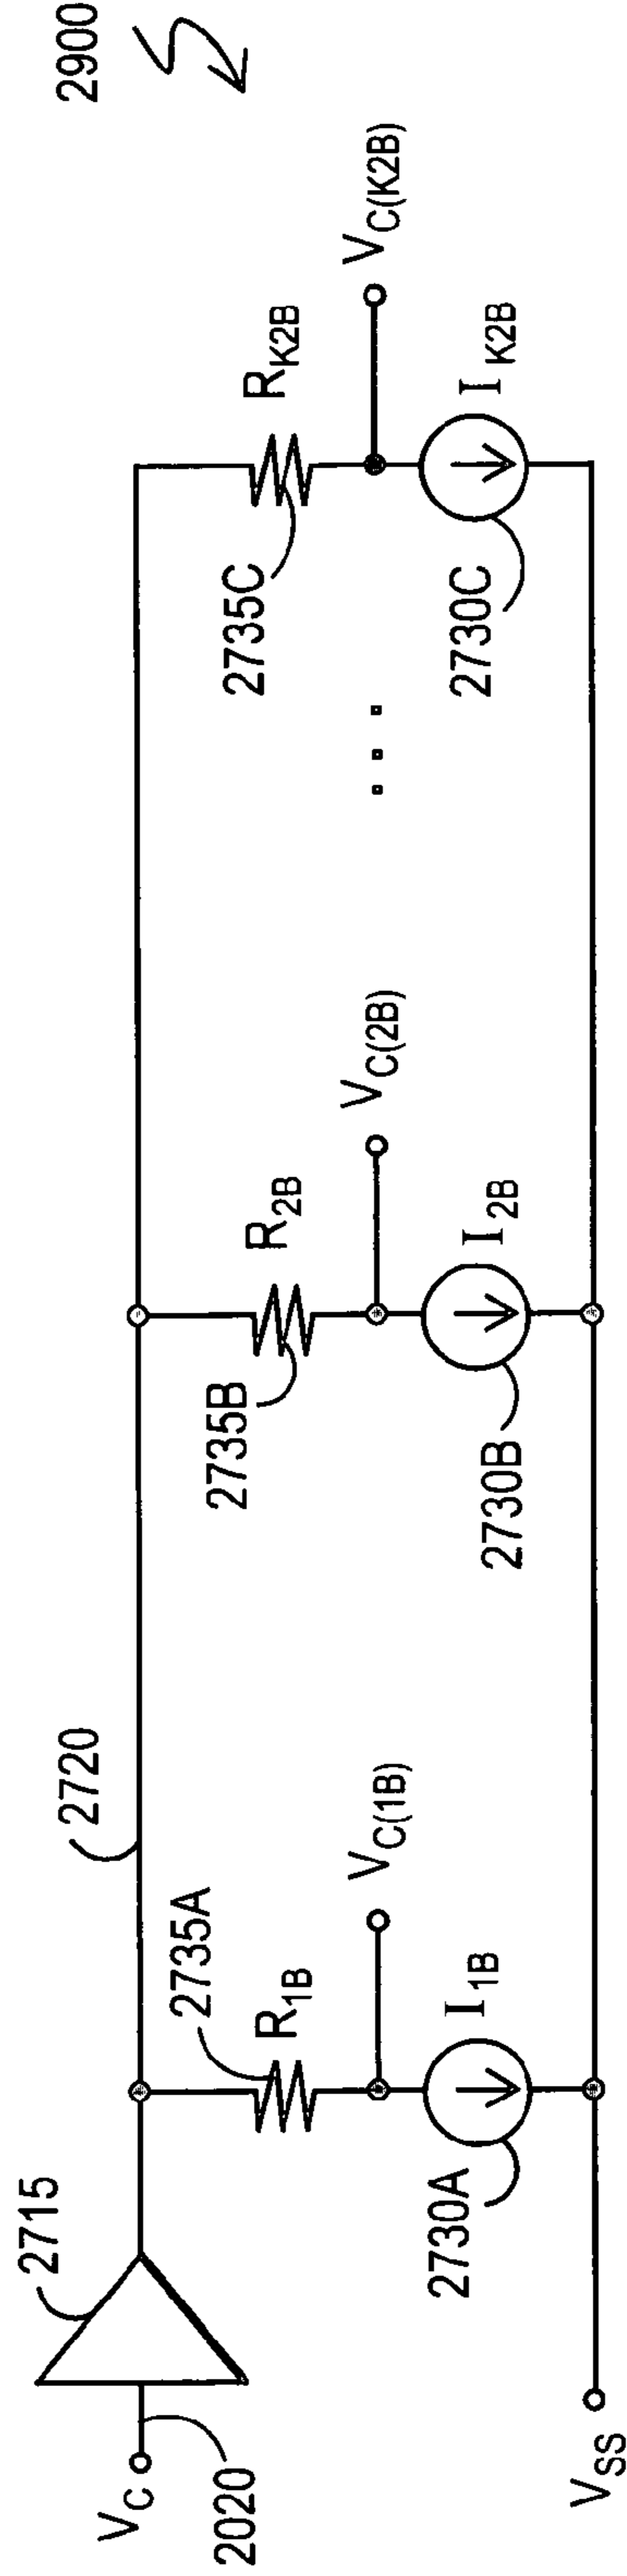 2900
V_C
2020
2715
2720
2735A
R_1B
V_C(1B)
2730A
I_1B
2735B
R_2B
V_C(2B)
2730B
I_2B
. . .
2735C
R_K2B
V_C(K2B)
2730C
I_K2B
V_SS